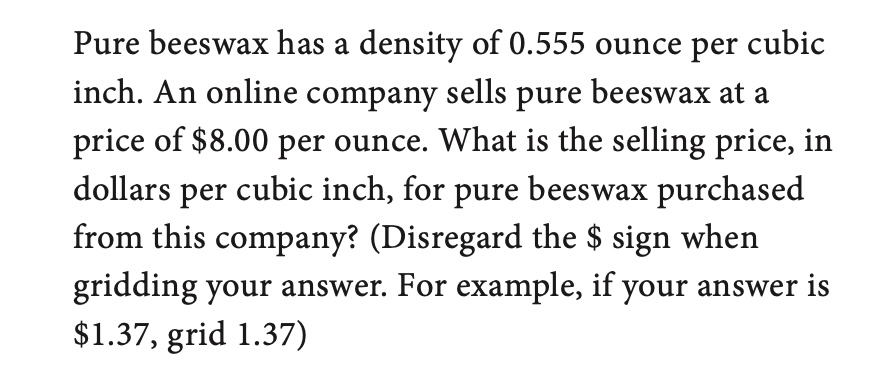 Pure beeswax has a density of 0.555 ounce per cubic
inch. An online company sells pure beeswax at a
price of $8.00 per ounce. What is the selling price, in
dollars per cubic inch, for pure beeswax purchased
from this company? (Disregard the $ sign when
gridding your answer. For example, if your answer is
$1.37, grid 1.37)